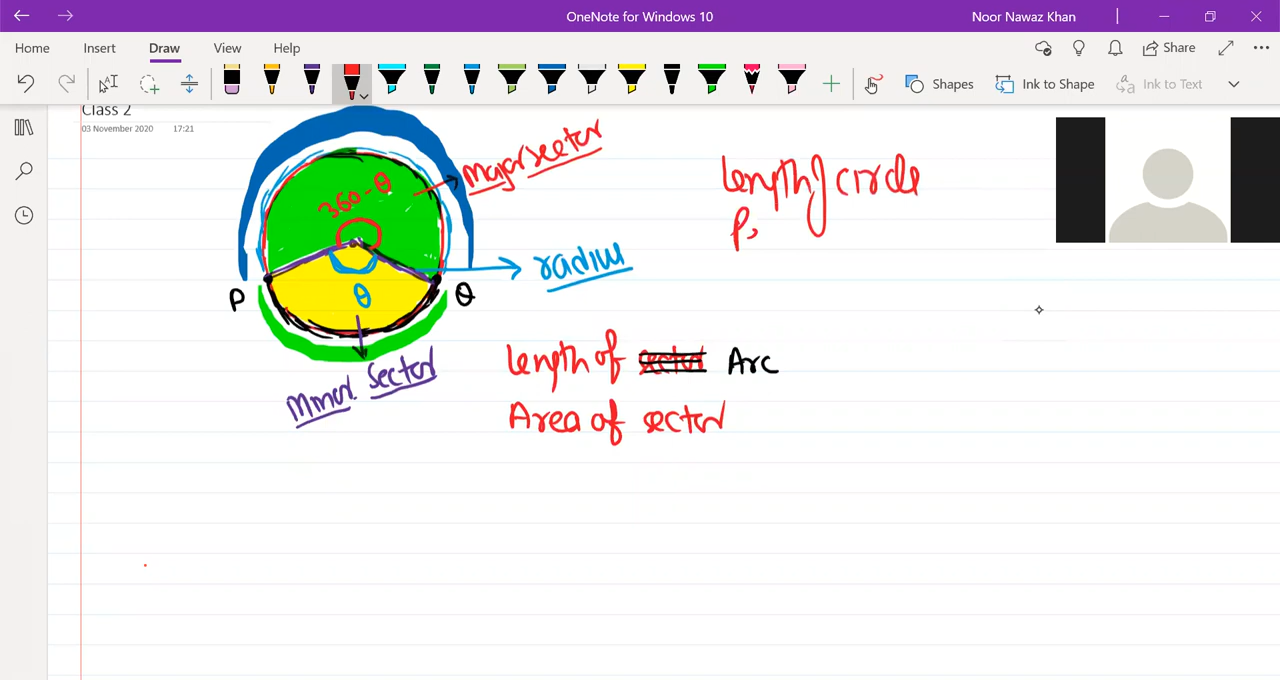 OneNote for Windows 10
Noor Nawaz Khan
Home Insert Draw View Help
Share
Shapes
Ink to Shape
Ink to Text
Class 2
03 November 2020 17:21
Major sector
360-θ
length of circle
P,
radius
P
θ
Q
Minor Sector
Length of sector Arc
Area of sector